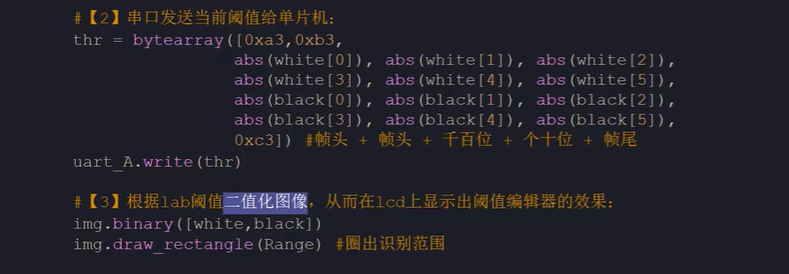 #【2】串口发送当前阈值给单片机:
thr = bytearray([0xa3,0xb3,
abs(white[0]), abs(white[1]), abs(white[2]),
abs(white[3]), abs(white[4]), abs(white[5]),
abs(black[0]), abs(black[1]), abs(black[2]),
abs(black[3]), abs(black[4]), abs(black[5]),
0xc3]) #帧头 + 帧头 + 千百位 + 个十位 + 帧尾
uart_A.write(thr)
#【3】根据lab阈值二值化图像，从而在lcd上显示出阈值编辑器的效果:
img.binary([white,black])
img.draw_rectangle(Range) #圈出识别范围